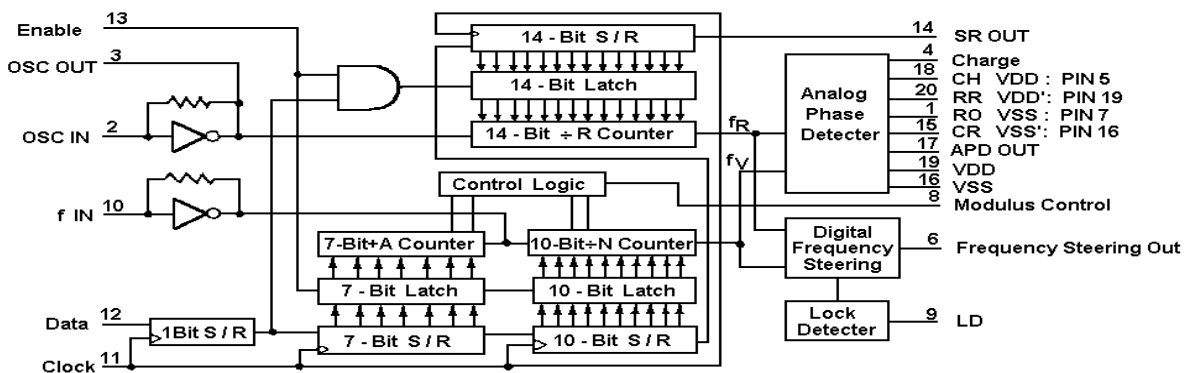 Enable 13
OSC OUT 3
OSC IN 2
f IN 10
Data 12
Clock 11
1Bit S / R
14 - Bit S / R
14 - Bit Latch
14 - Bit ÷ R Counter
Control Logic
7-Bit+A Counter
10-Bit÷N Counter
7 - Bit Latch
10 - Bit Latch
7 - Bit S / R
10 - Bit S / R
fR
fV
Analog
Phase
Detecter
Digital
Frequency
Steering
Lock
Detecter
14 SR OUT
4 Charge
18 CH VDD : PIN 5
20 RR VDD': PIN 19
1 RO VSS : PIN 7
15 CR VSS': PIN 16
17 APD OUT
19 VDD
16 VSS
8 Modulus Control
6 Frequency Steering Out
9 LD